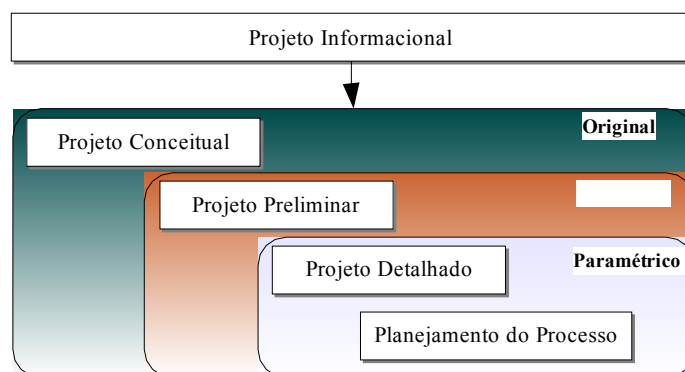 Projeto Informacional
Original
Projeto Conceitual
Projeto Preliminar
Paramétrico
Projeto Detalhado
Planejamento do Processo